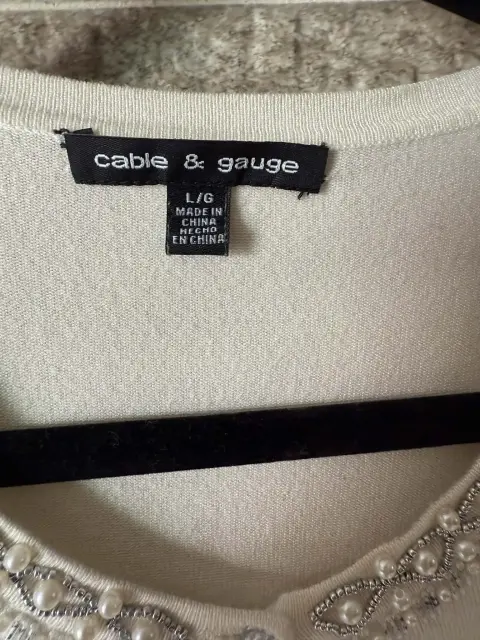 cable & gauge
L/G
MADE IN
CHINA
HECHO
EN CHINA